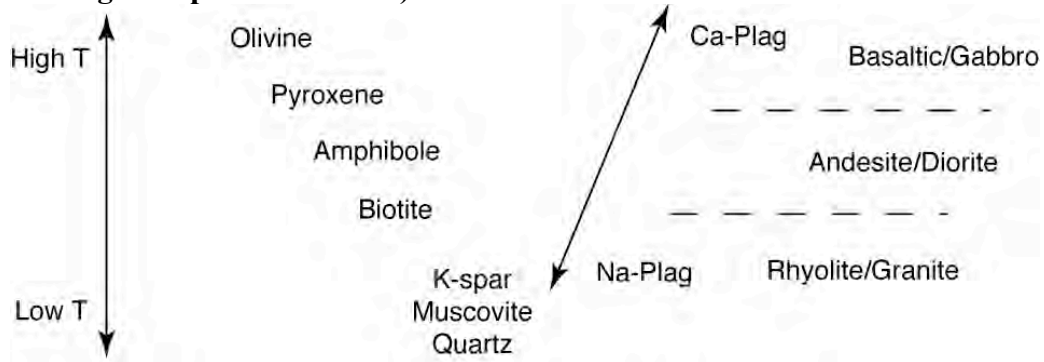 High T
Olivine
Ca-Plag
Basaltic/Gabbro
Pyroxene
Amphibole
Andesite/Diorite
Biotite
K-spar
Na-Plag
Rhyolite/Granite
Low T
Muscovite
Quartz